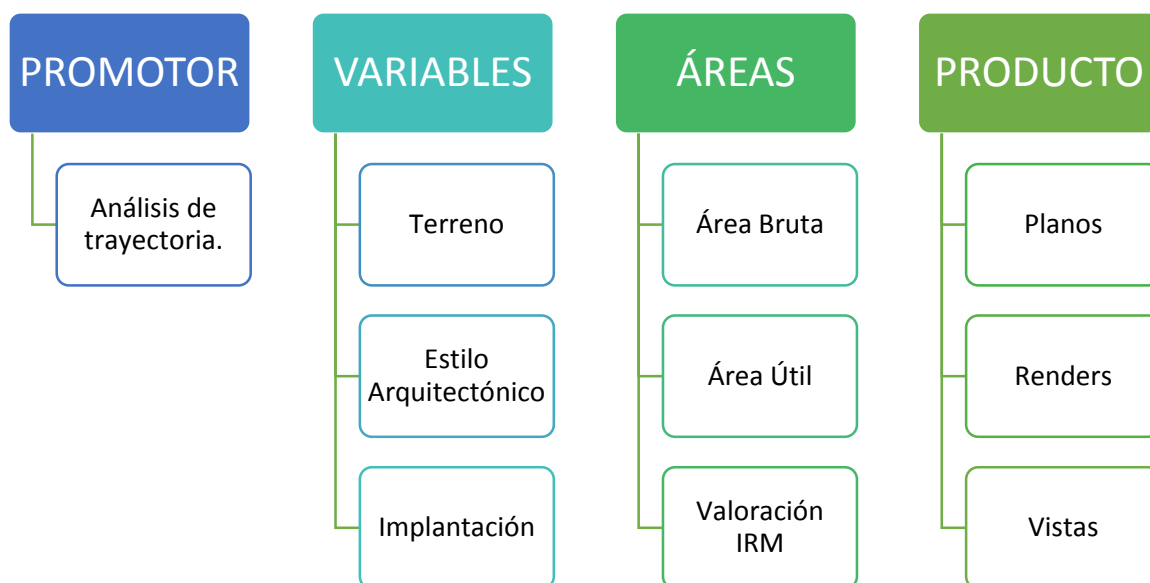 PROMOTOR
Análisis de
trayectoria.
VARIABLES
Terreno
Estilo
Arquitectónico
Implantación
ÁREAS
Área Bruta
Área Útil
Valoración
IRM
PRODUCTO
Planos
Renders
Vistas